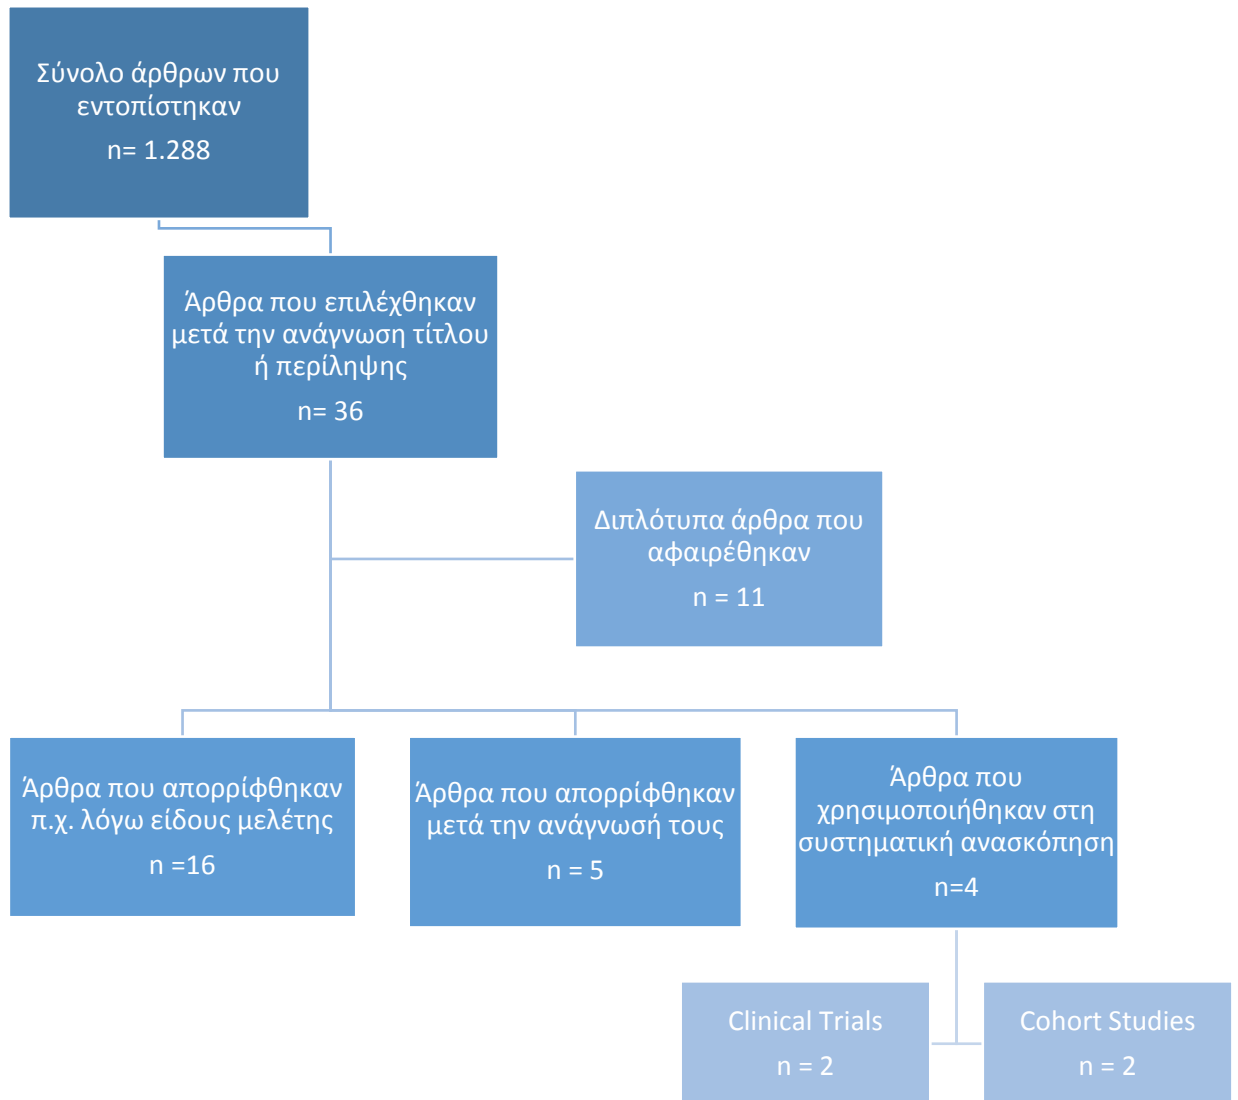 Σύνολο άρθρων που
εντοπίστηκαν
n= 1.288
Άρθρα που επιλέχθηκαν
μετά την ανάγνωση τίτλου
ή περίληψης
n= 36
Διπλότυπα άρθρα που
αφαιρέθηκαν
n = 11
Άρθρα που απορρίφθηκαν
π.χ. λόγω είδους μελέτης
n =16
Άρθρα που απορρίφθηκαν
μετά την ανάγνωσή τους
n = 5
Άρθρα που
χρησιμοποιήθηκαν στη
συστηματική ανασκόπηση
n=4
Clinical Trials
n = 2
Cohort Studies
n = 2